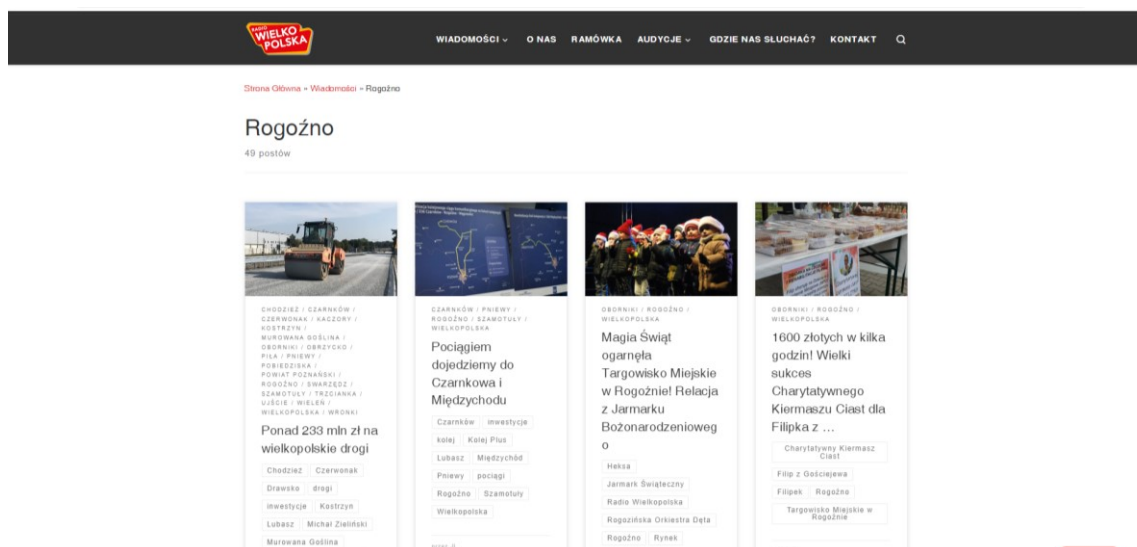 RADIO
WIELKO
POLSKA
WIADOMOŚCI
O NAS
RAMÓWKA
AUDYCJE
GDZIE NAS SŁUCHAĆ?
KONTAKT
Strona Główna » Wiadomości » Rogoźno
Rogoźno
49 postów
CHODZIEŻ / CZARNKÓW /
CZERWONAK / KACZORY /
KOSTRZYN /
MUROWANA GOŚLINA /
OBORNIKI / OBRZYCKO /
PIŁA / PNIEWY /
POBIEDZISKA /
POWIAT POZNAŃSKI /
ROGOŹNO / SWARZĘDZ /
SZAMOTUŁY / TRZCIANKA /
UJŚCIE / WIELEŃ /
WIELKOPOLSKA / WRONKI
Ponad 233 mln zł na
wielkopolskie drogi
Chodzież Czerwonak
Drawsko drogi
inwestycje Kostrzyn
Lubasz Michał Zieliński
Murowana Goślina
CZARNKÓW / PNIEWY /
ROGOŹNO / SZAMOTUŁY /
WIELKOPOLSKA
Pociągiem
dojedziemy do
Czarnkowa i
Międzychodu
Czarnków inwestycje
kolej Kolej Plus
Lubasz Międzychód
Pniewy pociągi
Rogoźno Szamotuły
Wielkopolska
OBORNIKI / ROGOŹNO /
WIELKOPOLSKA
Magia Świąt
ogarnęła
Targowisko Miejskie
w Rogoźnie! Relacja
z Jarmarku
Bożonarodzenioweg
o
Heksa
Jarmark Świąteczny
Radio Wielkopolska
Rogozińska Orkiestra Dęta
Rogoźno Rynek
OBORNIKI / ROGOŹNO /
WIELKOPOLSKA
1600 złotych w kilka
godzin! Wielki
sukces
Charytatywnego
Kiermaszu Ciast dla
Filipka z ...
Charytatywny Kiermasz
Ciast
Filip z Gościejewa
Filipek Rogoźno
Targowisko Miejskie w
Rogoźnie